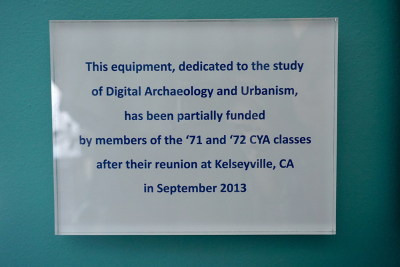 This equipment, dedicated to the study
of Digital Archaeology and Urbanism,
has been partially funded
by members of the ‘71 and ‘72 CYA classes
after their reunion at Kelseyville, CA
in September 2013